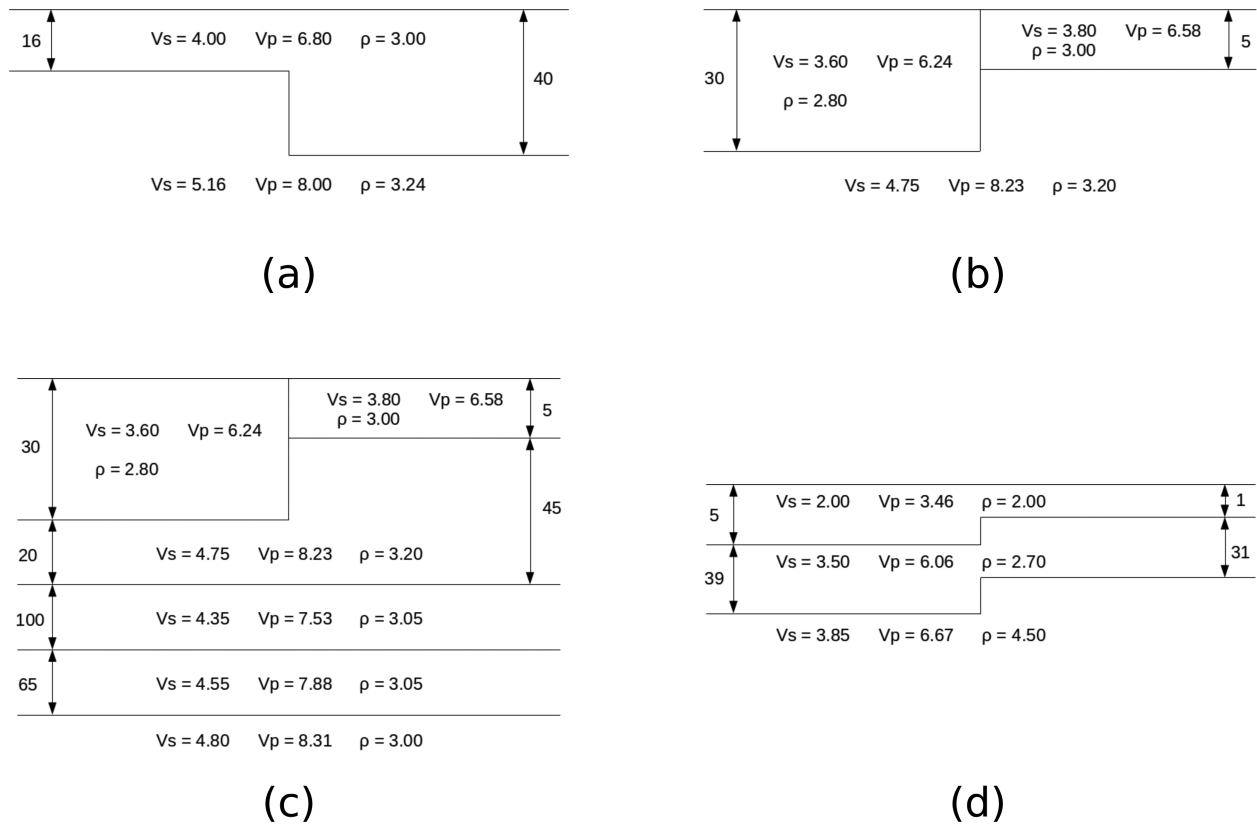 16
Vs = 4.00 Vp = 6.80 ρ = 3.00
40
Vs = 5.16 Vp = 8.00 ρ = 3.24
(a)
30
Vs = 3.60 Vp = 6.24
ρ = 2.80
Vs = 3.80 Vp = 6.58
ρ = 3.00
5
Vs = 4.75 Vp = 8.23 ρ = 3.20
(b)
30
Vs = 3.60 Vp = 6.24
ρ = 2.80
Vs = 3.80 Vp = 6.58
ρ = 3.00
5
45
20
Vs = 4.75 Vp = 8.23 ρ = 3.20
100
Vs = 4.35 Vp = 7.53 ρ = 3.05
65
Vs = 4.55 Vp = 7.88 ρ = 3.05
Vs = 4.80 Vp = 8.31 ρ = 3.00
(c)
5
Vs = 2.00 Vp = 3.46 ρ = 2.00
1
39
Vs = 3.50 Vp = 6.06 ρ = 2.70
31
Vs = 3.85 Vp = 6.67 ρ = 4.50
(d)